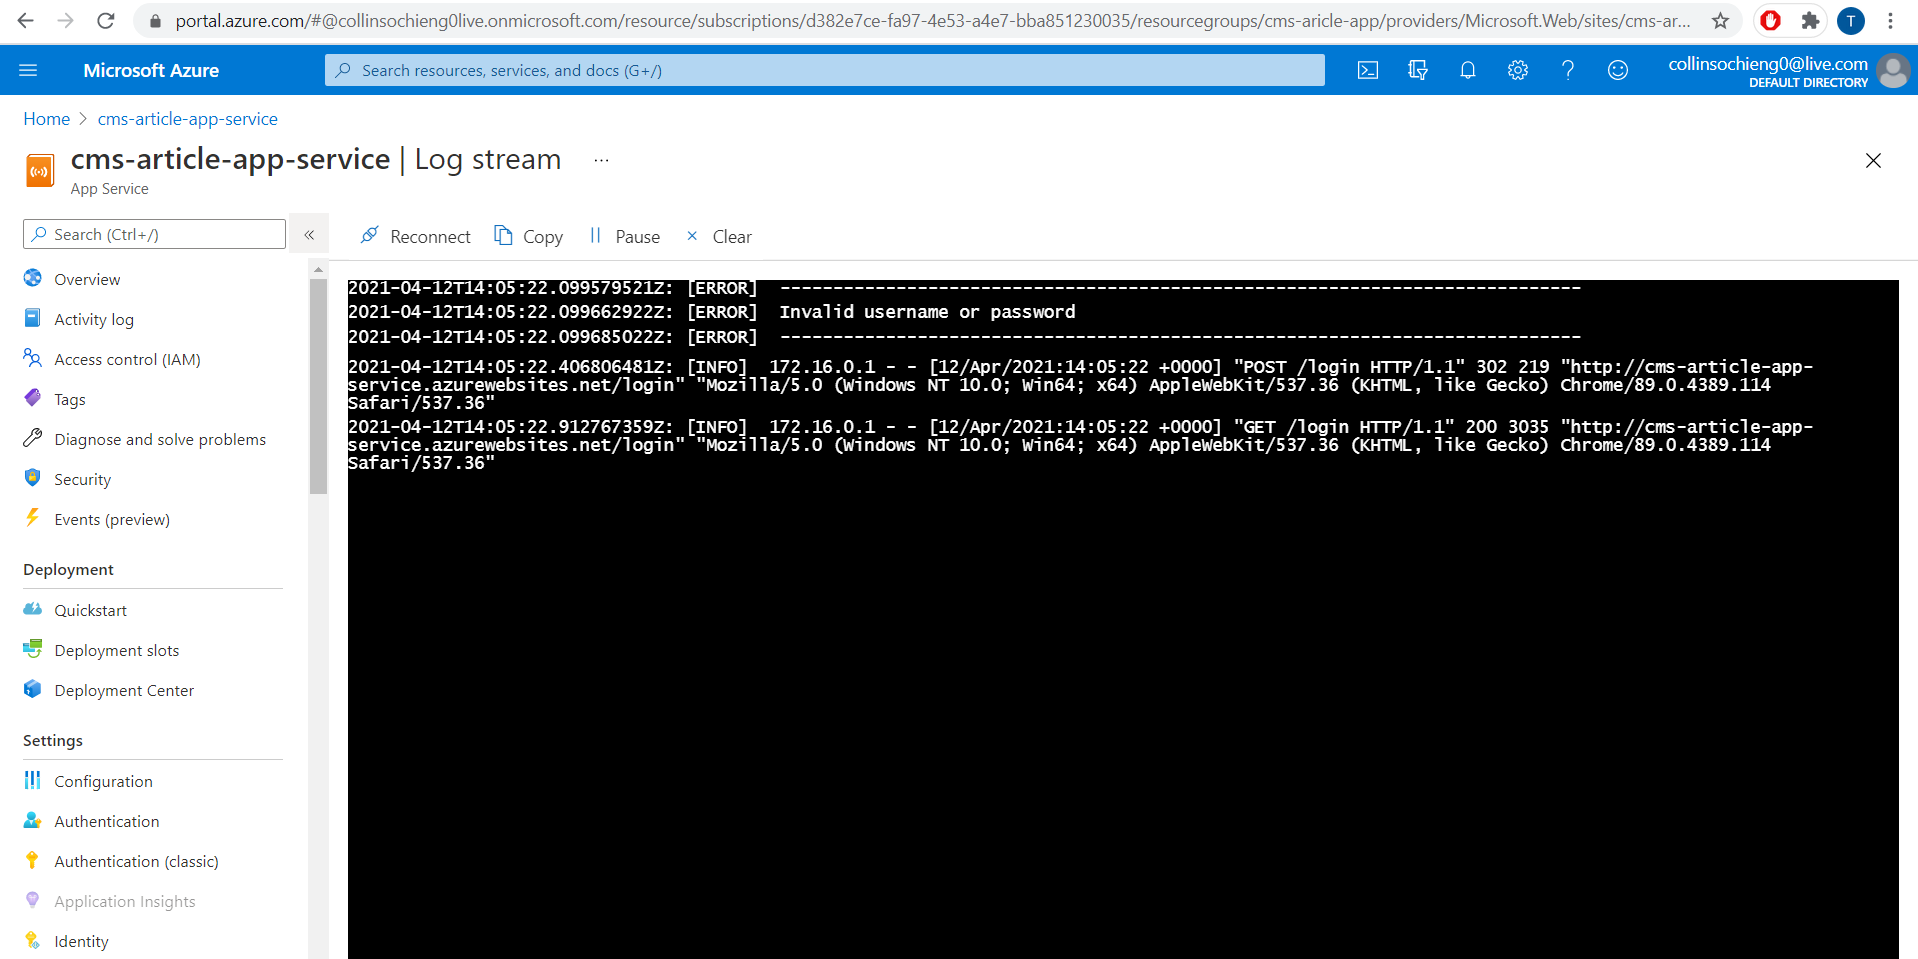 portal.azure.com/#@collinsochieng0live.onmicrosoft.com/resource/subscriptions/d382e7ce-fa97-4e53-a4e7-bba851230035/resourcegroups/cms-aricle-app/providers/Microsoft.Web/sites/cms-ar...
T
Microsoft Azure
Search resources, services, and docs (G+/)
collinsochieng0@live.com
DEFAULT DIRECTORY
Home > cms-article-app-service
cms-article-app-service | Log stream ...
App Service
Search (Ctrl+/)
«
Reconnect Copy Pause Clear
Overview
Activity log
Access control (IAM)
Tags
Diagnose and solve problems
Security
Events (preview)
Deployment
Quickstart
Deployment slots
Deployment Center
Settings
Configuration
Authentication
Authentication (classic)
Application Insights
Identity
2021-04-12T14:05:22.099579521Z: [ERROR] ----------------------------------------------------------------------------
2021-04-12T14:05:22.099662922Z: [ERROR] Invalid username or password
2021-04-12T14:05:22.099685022Z: [ERROR] ----------------------------------------------------------------------------
2021-04-12T14:05:22.406806481Z: [INFO] 172.16.0.1 - - [12/Apr/2021:14:05:22 +0000] "POST /login HTTP/1.1" 302 219 "http://cms-article-app-
service.azurewebsites.net/login" "Mozilla/5.0 (Windows NT 10.0; Win64; x64) AppleWebKit/537.36 (KHTML, like Gecko) Chrome/89.0.4389.114
Safari/537.36"
2021-04-12T14:05:22.912767359Z: [INFO] 172.16.0.1 - - [12/Apr/2021:14:05:22 +0000] "GET /login HTTP/1.1" 200 3035 "http://cms-article-app-
service.azurewebsites.net/login" "Mozilla/5.0 (Windows NT 10.0; Win64; x64) AppleWebKit/537.36 (KHTML, like Gecko) Chrome/89.0.4389.114
Safari/537.36"